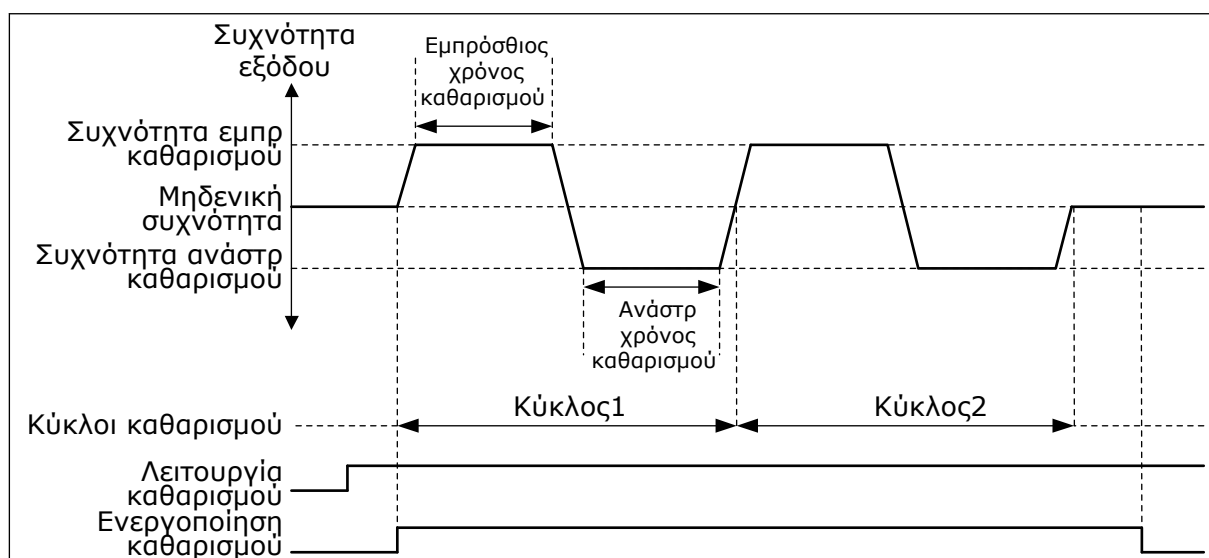 Συχνότητα
εξόδου
Εμπρόσθιος
χρόνος
καθαρισμού
Συχνότητα εμπρ
καθαρισμού
Μηδενική
συχνότητα
Συχνότητα ανάστρ
καθαρισμού
Ανάστρ
χρόνος
καθαρισμού
Κύκλοι καθαρισμού
Κύκλος1
Κύκλος2
Λειτουργία
καθαρισμού
Ενεργοποίηση
καθαρισμού